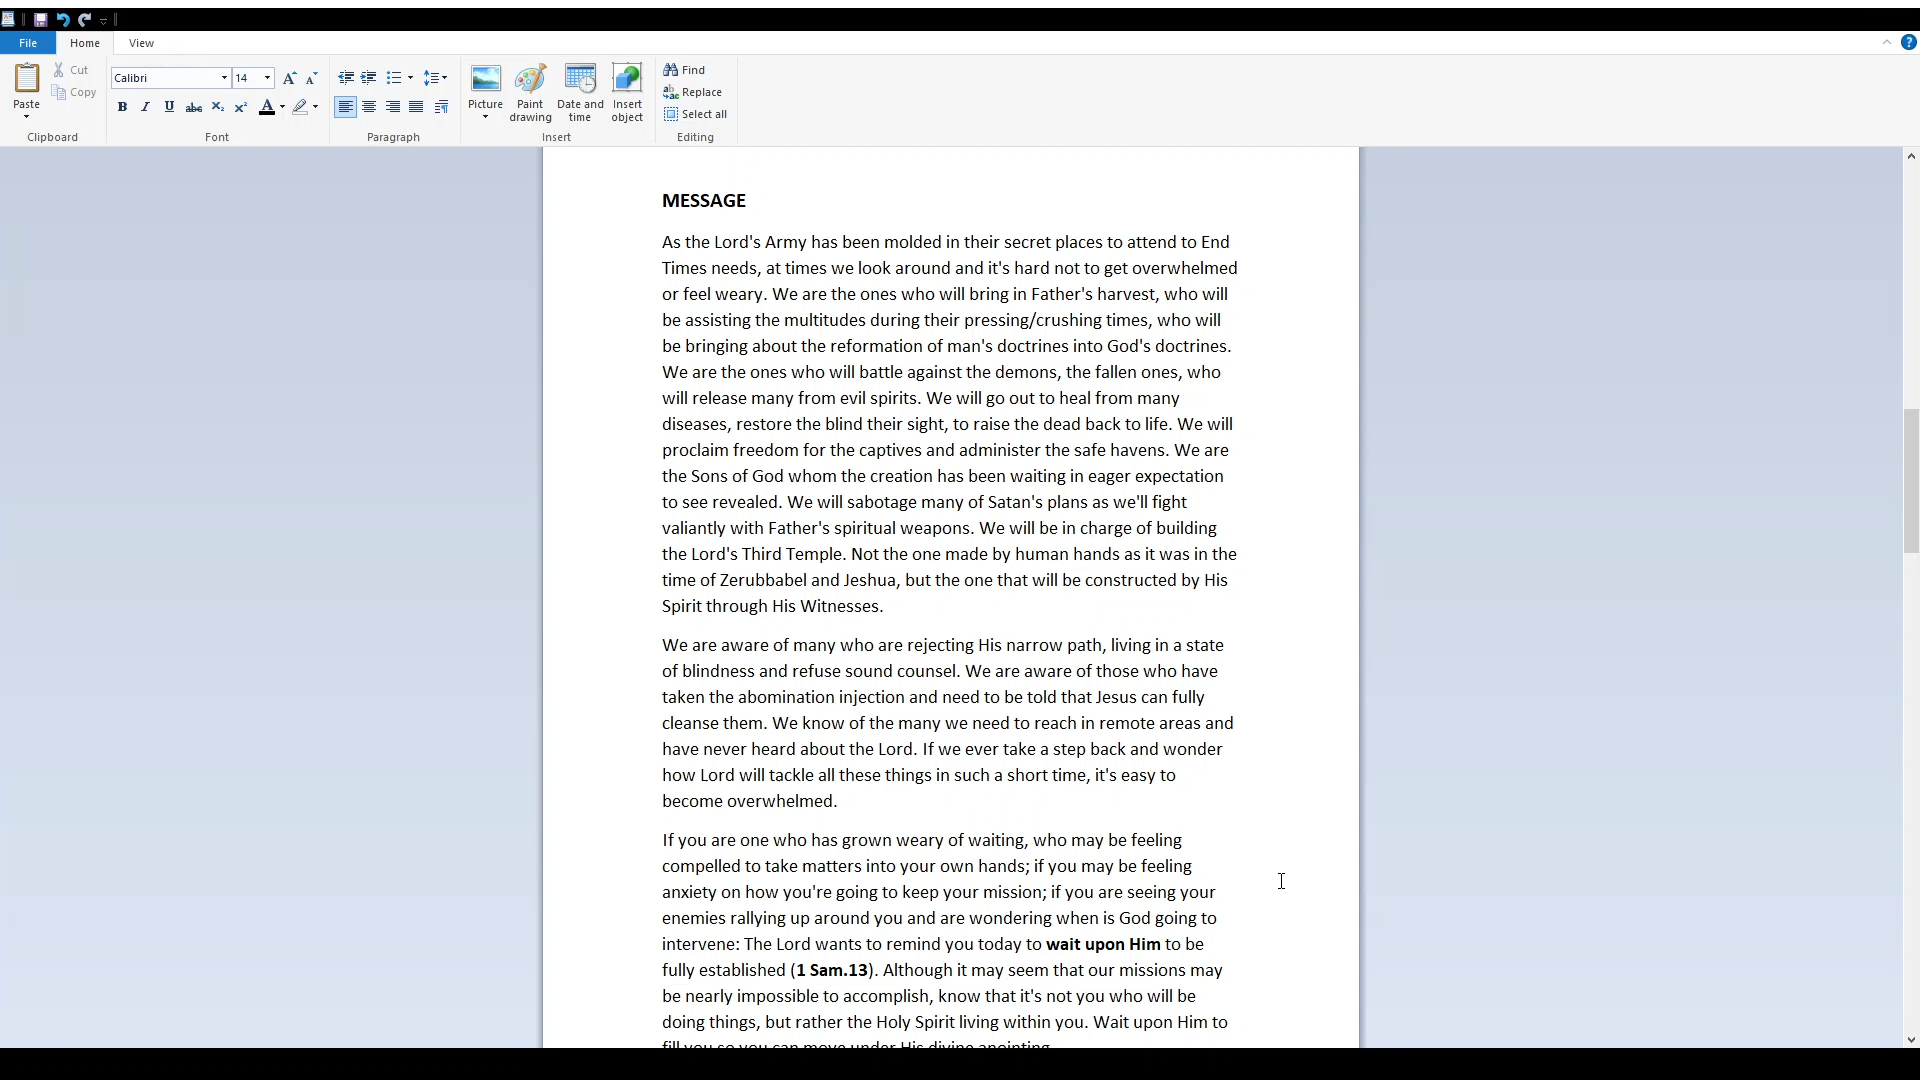 File
Home
View
Paste
Cut
Copy
Clipboard
Calibri
14
B I U abc X₂ X² A
Font
Paragraph
Picture
Paint drawing
Date and time
Insert object
Insert
Find
Replace
Select all
Editing
MESSAGE
As the Lord's Army has been molded in their secret places to attend to End
Times needs, at times we look around and it's hard not to get overwhelmed
or feel weary. We are the ones who will bring in Father's harvest, who will
be assisting the multitudes during their pressing/crushing times, who will
be bringing about the reformation of man's doctrines into God's doctrines.
We are the ones who will battle against the demons, the fallen ones, who
will release many from evil spirits. We will go out to heal from many
diseases, restore the blind their sight, to raise the dead back to life. We will
proclaim freedom for the captives and administer the safe havens. We are
the Sons of God whom the creation has been waiting in eager expectation
to see revealed. We will sabotage many of Satan's plans as we'll fight
valiantly with Father's spiritual weapons. We will be in charge of building
the Lord's Third Temple. Not the one made by human hands as it was in the
time of Zerubbabel and Jeshua, but the one that will be constructed by His
Spirit through His Witnesses.
We are aware of many who are rejecting His narrow path, living in a state
of blindness and refuse sound counsel. We are aware of those who have
taken the abomination injection and need to be told that Jesus can fully
cleanse them. We know of the many we need to reach in remote areas and
have never heard about the Lord. If we ever take a step back and wonder
how Lord will tackle all these things in such a short time, it's easy to
become overwhelmed.
If you are one who has grown weary of waiting, who may be feeling
compelled to take matters into your own hands; if you may be feeling
anxiety on how you're going to keep your mission; if you are seeing your
enemies rallying up around you and are wondering when is God going to
intervene: The Lord wants to remind you today to wait upon Him to be
fully established (1 Sam.13). Although it may seem that our missions may
be nearly impossible to accomplish, know that it's not you who will be
doing things, but rather the Holy Spirit living within you. Wait upon Him to
fill you so you can move under His divine anointing.